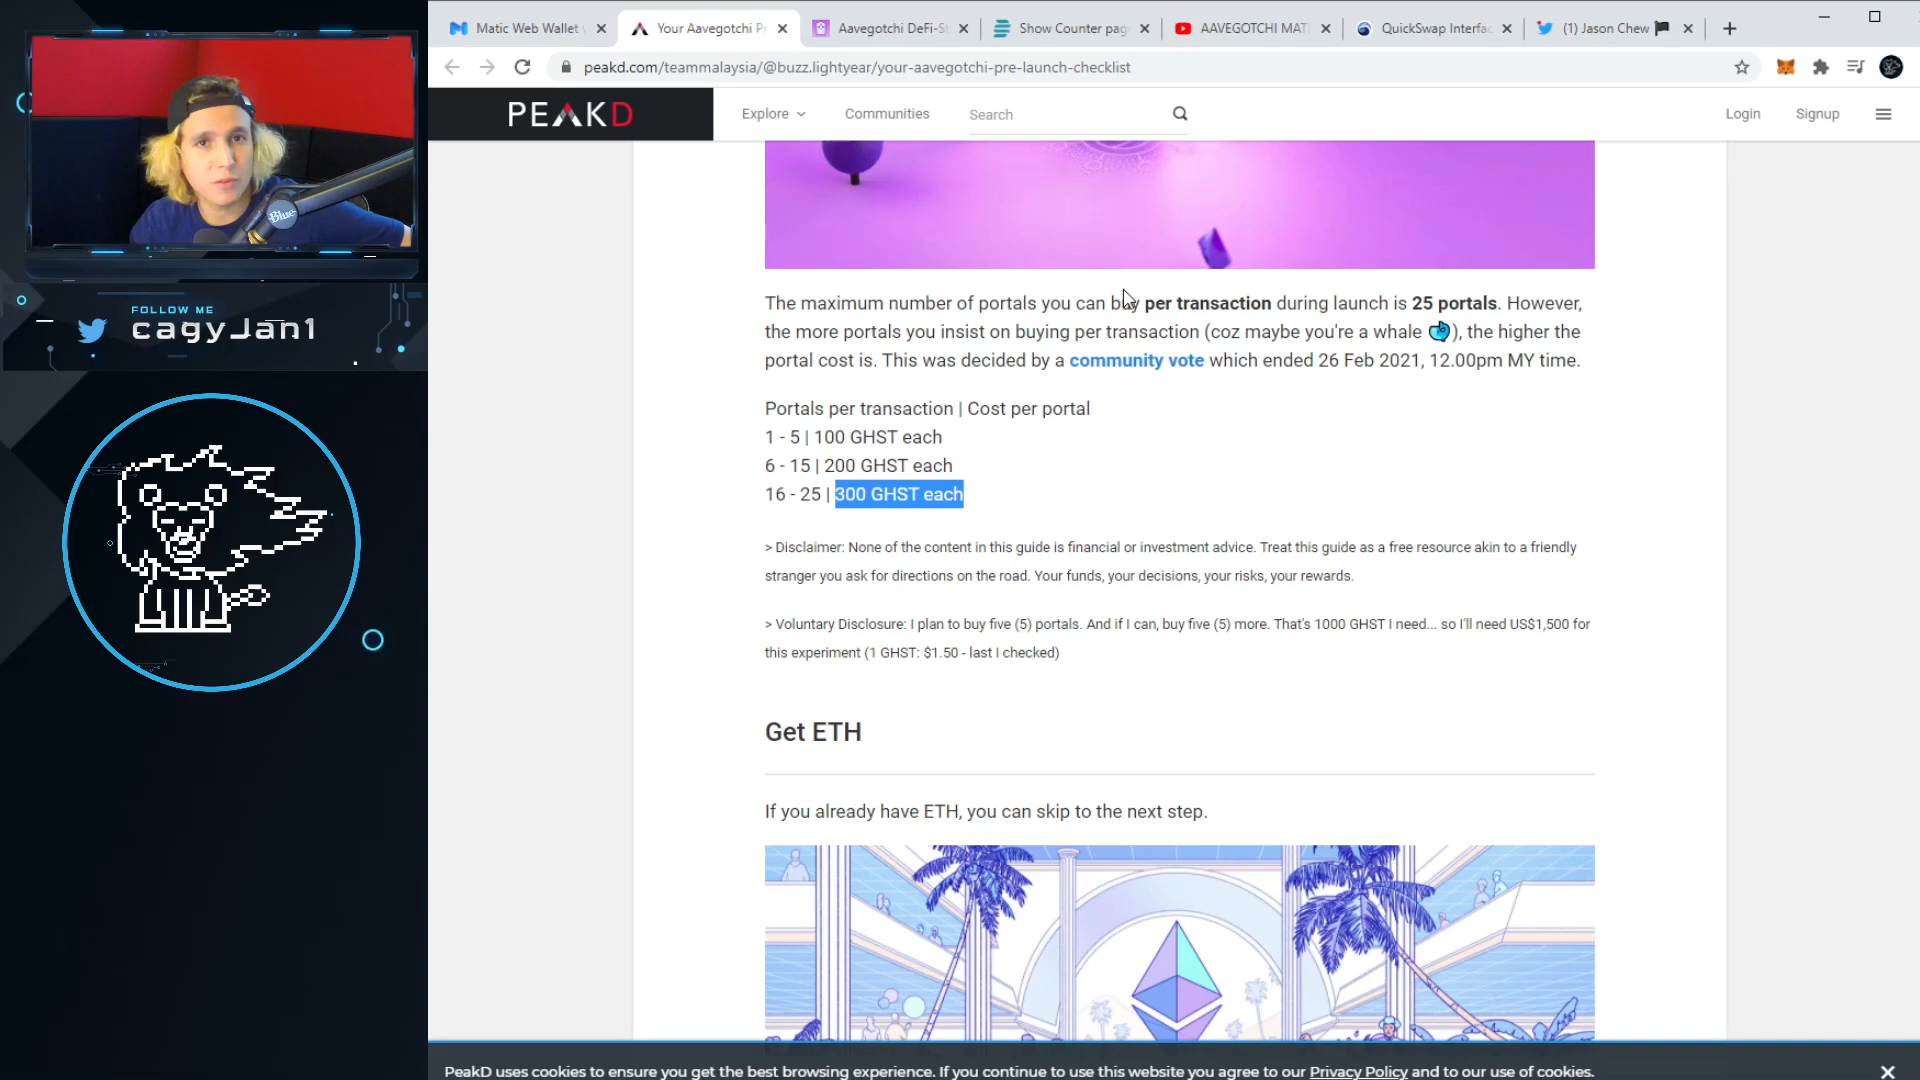 Matic Web Wallet
Your Aavegotchi P
Aavegotchi DeFi-St
Show Counter pag
AAVEGOTCHI MAT
QuickSwap Interfac
(1) Jason Chew
peakd.com/teammalaysia/@buzz.lightyear/your-aavegotchi-pre-launch-checklist
PEAKD
Explore
Communities
Search
Login
Signup
Blue
FOLLOW ME
cagyJan1
The maximum number of portals you can buy per transaction during launch is 25 portals. However,
the more portals you insist on buying per transaction (coz maybe you're a whale ), the higher the
portal cost is. This was decided by a community vote which ended 26 Feb 2021, 12.00pm MY time.
Portals per transaction | Cost per portal
1 - 5 | 100 GHST each
6 - 15 | 200 GHST each
16 - 25 | 300 GHST each
> Disclaimer: None of the content in this guide is financial or investment advice. Treat this guide as a free resource akin to a friendly
stranger you ask for directions on the road. Your funds, your decisions, your risks, your rewards.
> Voluntary Disclosure: I plan to buy five (5) portals. And if I can, buy five (5) more. That's 1000 GHST I need... so I'll need US$1,500 for
this experiment (1 GHST: $1.50 - last I checked)
Get ETH
If you already have ETH, you can skip to the next step.
PeakD uses cookies to ensure you get the best browsing experience. If you continue to use this website you agree to our Privacy Policy and to our use of cookies.